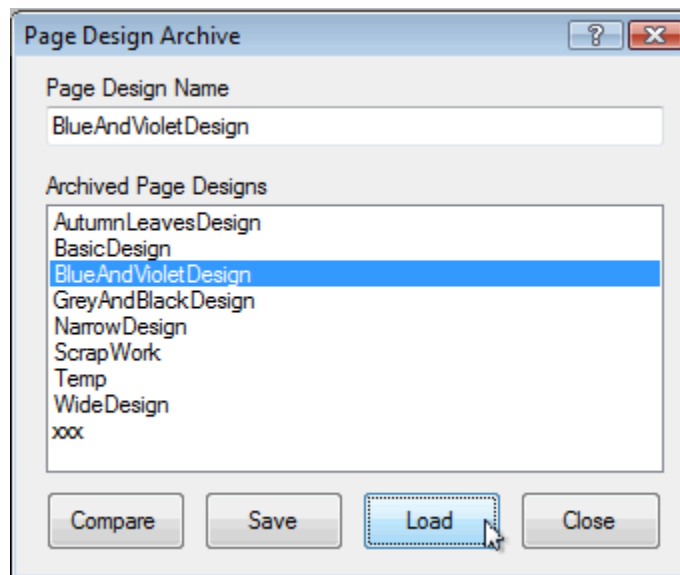 Page Design Archive
?
Page Design Name
BlueAndVioletDesign
Archived Page Designs
AutumnLeavesDesign
BasicDesign
BlueAndVioletDesign
GreyAndBlackDesign
NarrowDesign
ScrapWork
Temp
WideDesign
xxx
Compare Save Load Close